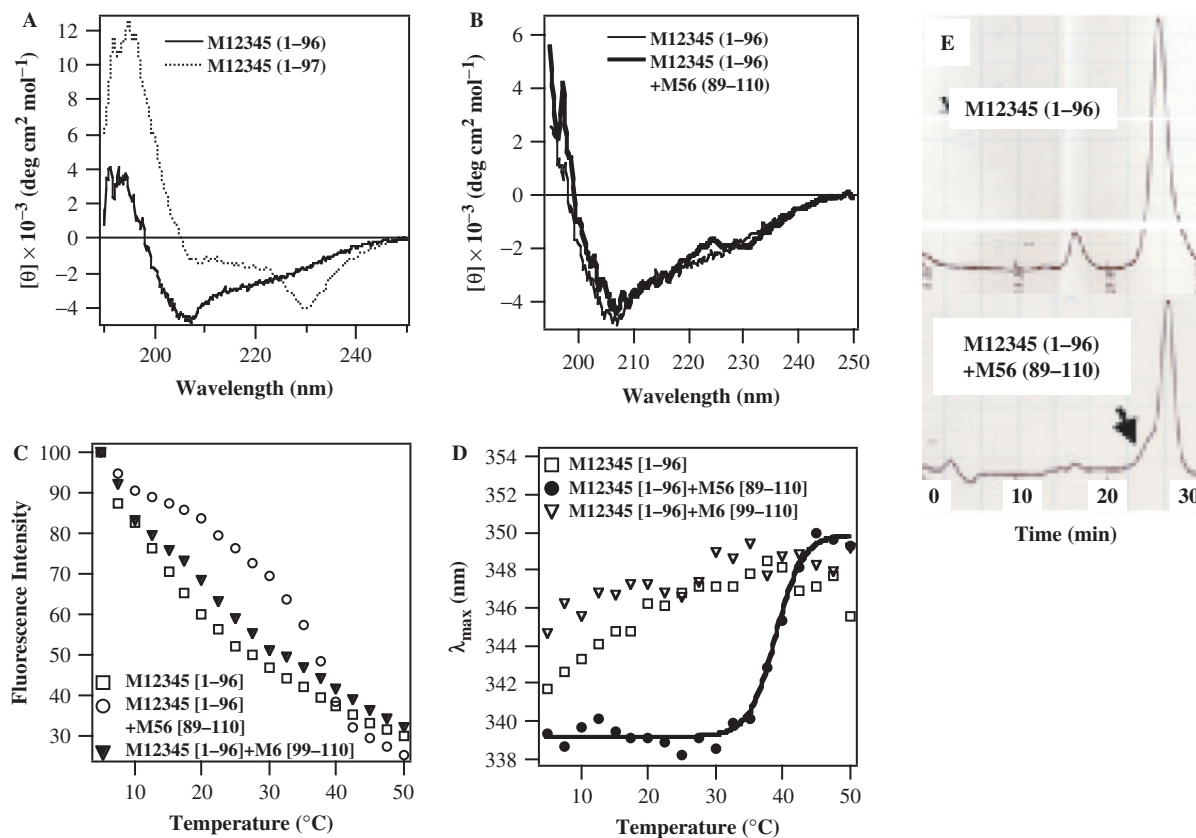 A
M12345 (1–96)
M12345 (1–97)
[θ] × 10⁻³ (deg cm² mol⁻¹)
12
10
8
6
4
2
0
−2
−4
200
220
240
Wavelength (nm)
B
M12345 (1–96)
M12345 (1–96)
+M56 (89–110)
[θ] × 10⁻³ (deg cm² mol⁻¹)
6
4
2
0
−2
−4
200
210
220
230
240
250
Wavelength (nm)
E
M12345 (1–96)
M12345 (1–96)
+M56 (89–110)
0
10
20
30
Time (min)
C
Fluorescence Intensity
100
90
80
70
60
50
40
30
M12345 [1–96]
M12345 [1–96]
+M56 [89–110]
M12345 [1–96]+M6 [99–110]
10
20
30
40
50
Temperature (°C)
D
M12345 [1–96]
M12345 [1–96]+M56 [89–110]
M12345 [1–96]+M6 [99–110]
λmax (nm)
354
352
350
348
346
344
342
340
338
10
20
30
40
50
Temperature (°C)